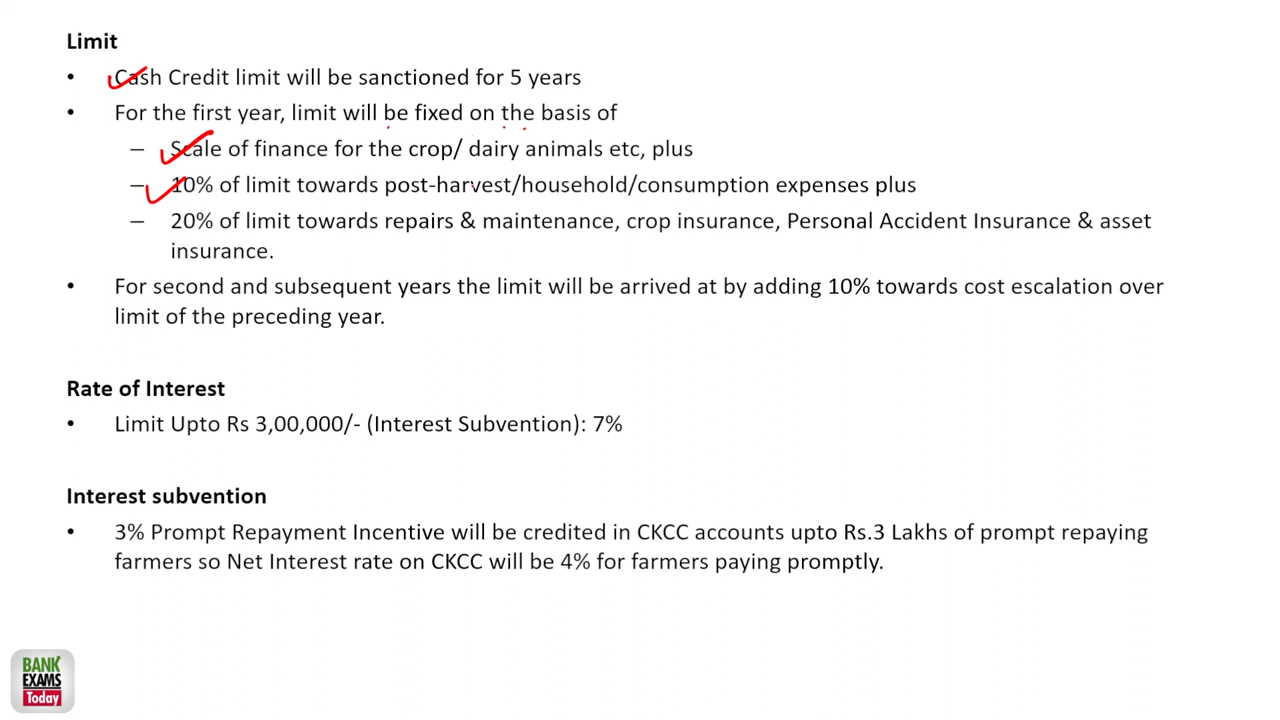 Limit
• Cash Credit limit will be sanctioned for 5 years
• For the first year, limit will be fixed on the basis of
– Scale of finance for the crop/ dairy animals etc, plus
– 10% of limit towards post-harvest/household/consumption expenses plus
– 20% of limit towards repairs & maintenance, crop insurance, Personal Accident Insurance & asset
insurance.
• For second and subsequent years the limit will be arrived at by adding 10% towards cost escalation over
limit of the preceding year.
Rate of Interest
• Limit Upto Rs 3,00,000/- (Interest Subvention): 7%
Interest subvention
• 3% Prompt Repayment Incentive will be credited in CKCC accounts upto Rs.3 Lakhs of prompt repaying
farmers so Net Interest rate on CKCC will be 4% for farmers paying promptly.
BANK
EXAMS
Today